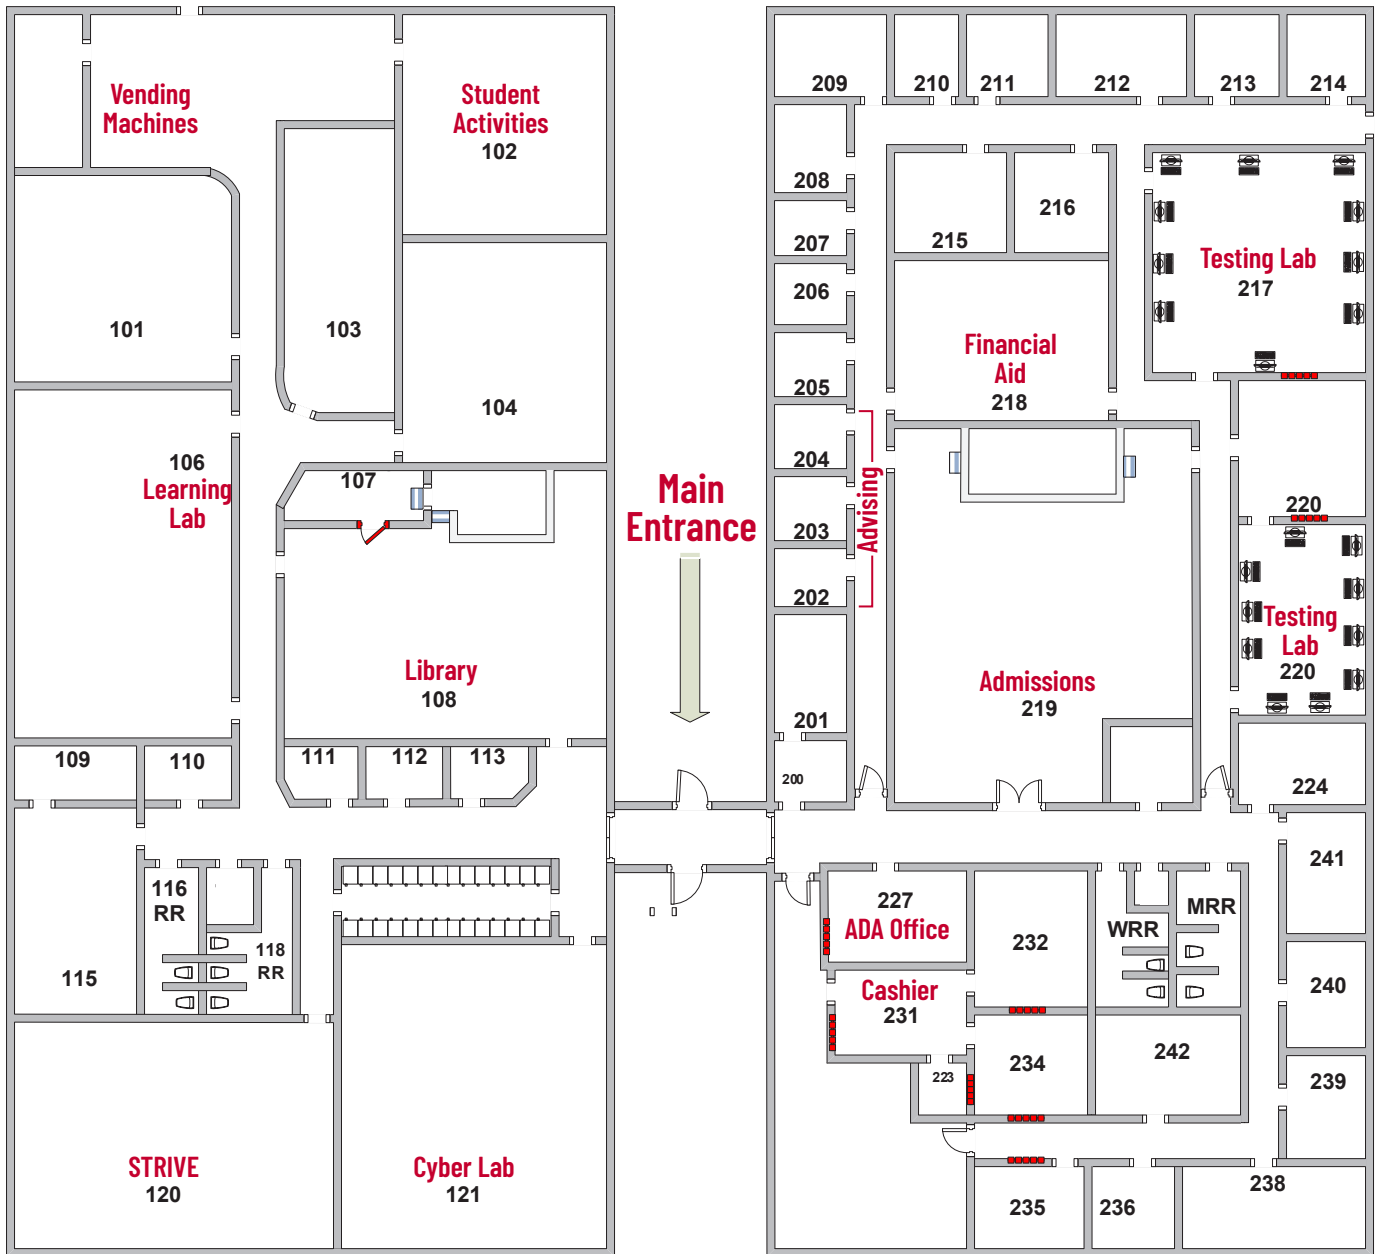 Vending
Machines
Student
Activities
102
101
103
104
106
Learning
Lab
107
Library
108
109
110
111
112
113
115
116
RR
118
RR
STRIVE
120
Cyber Lab
121
Main
Entrance
209
210
211
212
213
214
208
207
206
205
204
203
202
Advising
201
200
215
216
Testing Lab
217
Financial
Aid
218
220
Testing
Lab
220
Admissions
219
224
241
227
ADA Office
232
WRR
MRR
Cashier
231
240
223
234
242
239
235
236
238